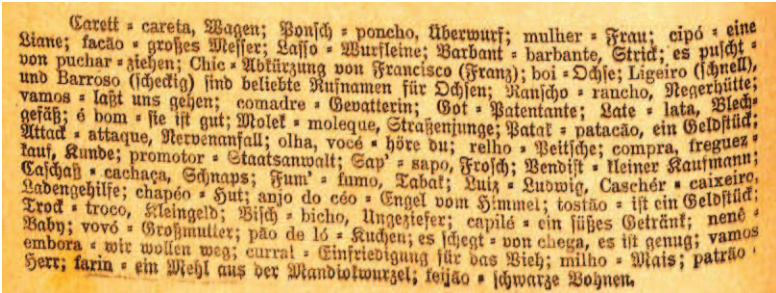 Carett = careta, Wagen; Ponsch = poncho, Überwurf; mulher = Frau; cipó = eine
Liane; facão = großes Messer; Lasso = Wurfleine; Barbant = barbante, Strick; es puscht =
von puchar = ziehen; Chic = Abkürzung von Francisco (Franz); boi = Ochse; Ligeiro (schnell),
und Barroso (scheckig) sind beliebte Rufnamen für Ochsen; Ranscho = rancho, Negerhütte;
vamos = laßt uns gehen; comadre = Gevatterin; Got = Patentante; Late = lata, Blech=
gefäß; é bom = sie ist gut; Molek = moleque, Straßenjunge; Patak = patacão, ein Geldstück;
Attack = attaque, Nervenanfall; olha, você = höre du; relho = Peitsche; compra, freguez =
kauf, Kunde; promotor = Staatsanwalt; Sap' = sapo, Frosch; Vendist = kleiner Kaufmann;
Caschaß = cachaça, Schnaps; Fum' = fumo, Tabak; Luiz = Ludwig, Caschér = caixeiro,
Ladengehilfe; chapéo = Hut; anjo do céo = Engel vom Himmel; tostão = ist ein Geldstück;
Trock = troco, Kleingeld; Bisch = bicho, Ungeziefer; capilé = ein süßes Getränk; nenê =
Baby; vovó = Großmutter; pão de ló = Kuchen; es schegt = von chega, es ist genug; vamos
embora = wir wollen weg; curral = Einfriedigung für das Vieh; milho = Mais; patrão =
Herr; farin = ein Mehl aus der Mandiokwurzel; feijão = schwarze Bohnen.